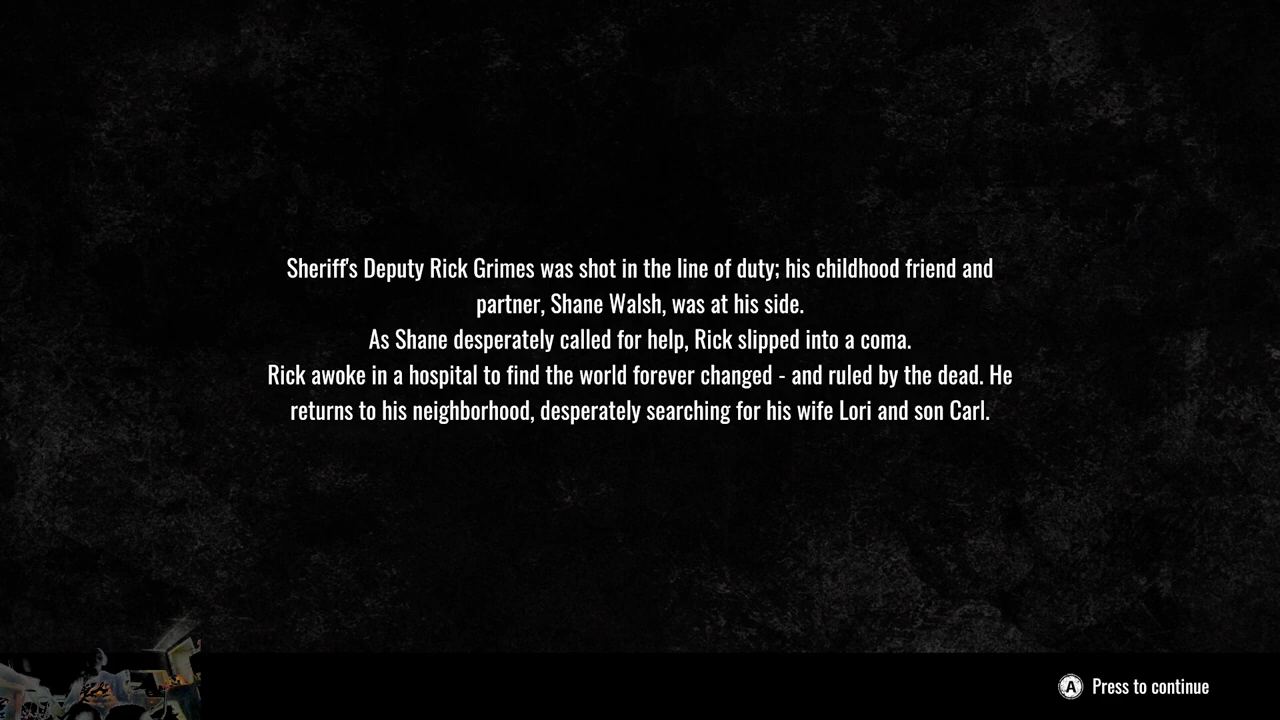 Sheriff's Deputy Rick Grimes was shot in the line of duty; his childhood friend and
partner, Shane Walsh, was at his side.
As Shane desperately called for help, Rick slipped into a coma.
Rick awoke in a hospital to find the world forever changed - and ruled by the dead. He
returns to his neighborhood, desperately searching for his wife Lori and son Carl.
A Press to continue